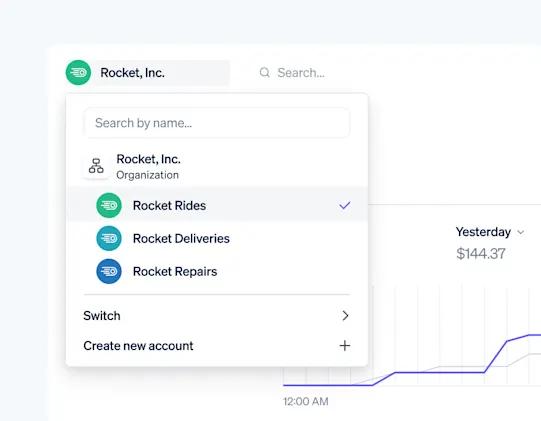 Rocket, Inc.
Search...
Search by name...
Rocket, Inc.
Organization
Rocket Rides
Rocket Deliveries
Rocket Repairs
Switch
Create new account
Yesterday
$144.37
12:00 AM